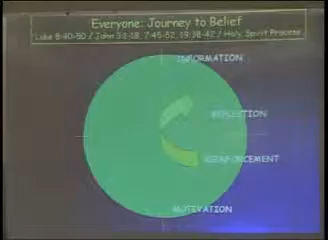 Everyone: Journey to Belief
Luke 8:40-50 / John 3:1-18, 7:45-52, 19:38-42 / Holy Spirit Process
INFORMATION
REFLECTION
REINFORCEMENT
MOTIVATION